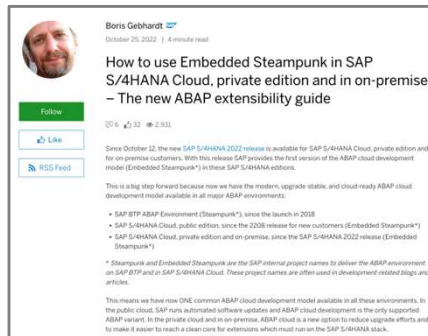 Boris Gebhardt SAP
October 25, 2022 | 4 minute read
How to use Embedded Steampunk in SAP
S/4HANA Cloud, private edition and in on-premise
– The new ABAP extensibility guide
6 32 2.931
Follow
Like
RSS Feed
Since October 12, the new SAP S/4HANA 2022 release is available for SAP S/4HANA Cloud, private edition and
for on-premise customers. With this release SAP provides the first version of the ABAP cloud development
model (Embedded Steampunk*) in these SAP S/4HANA editions.
This is a big step forward because now we have the modern, upgrade-stable, and cloud-ready ABAP cloud
development model available in all major ABAP environments:
• SAP BTP ABAP Environment (Steampunk*), since the launch in 2018
• SAP S/4HANA Cloud, public edition, since the 2208 release for new customers (Embedded Steampunk*)
• SAP S/4HANA Cloud, private edition and on-premise, since the SAP S/4HANA 2022 release (Embedded
Steampunk*)
* Steampunk and Embedded Steampunk are the SAP internal project names to deliver the ABAP environment
on SAP BTP and in SAP S/4HANA Cloud. These project names are often used in development-related blogs and
articles.
This means we have now ONE common ABAP cloud development model available in all these environments. In
the public cloud, SAP runs automated software updates and ABAP cloud development is the only supported
ABAP variant. In the private cloud and in on-premise, ABAP cloud is a new option to reduce upgrade efforts and
to make it easier to reach a clean core for extensions which must run on the SAP S/4HANA stack.